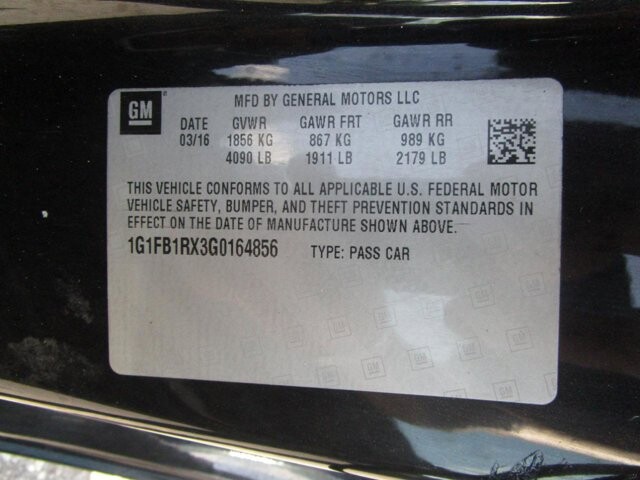 GM
MFD BY GENERAL MOTORS LLC
DATE GVWR GAWR FRT GAWR RR
03/16 1856 KG 867 KG 989 KG
4090 LB 1911 LB 2179 LB
THIS VEHICLE CONFORMS TO ALL APPLICABLE U.S. FEDERAL MOTOR
VEHICLE SAFETY, BUMPER, AND THEFT PREVENTION STANDARDS IN
EFFECT ON THE DATE OF MANUFACTURE SHOWN ABOVE.
1G1FB1RX3G0164856 TYPE: PASS CAR